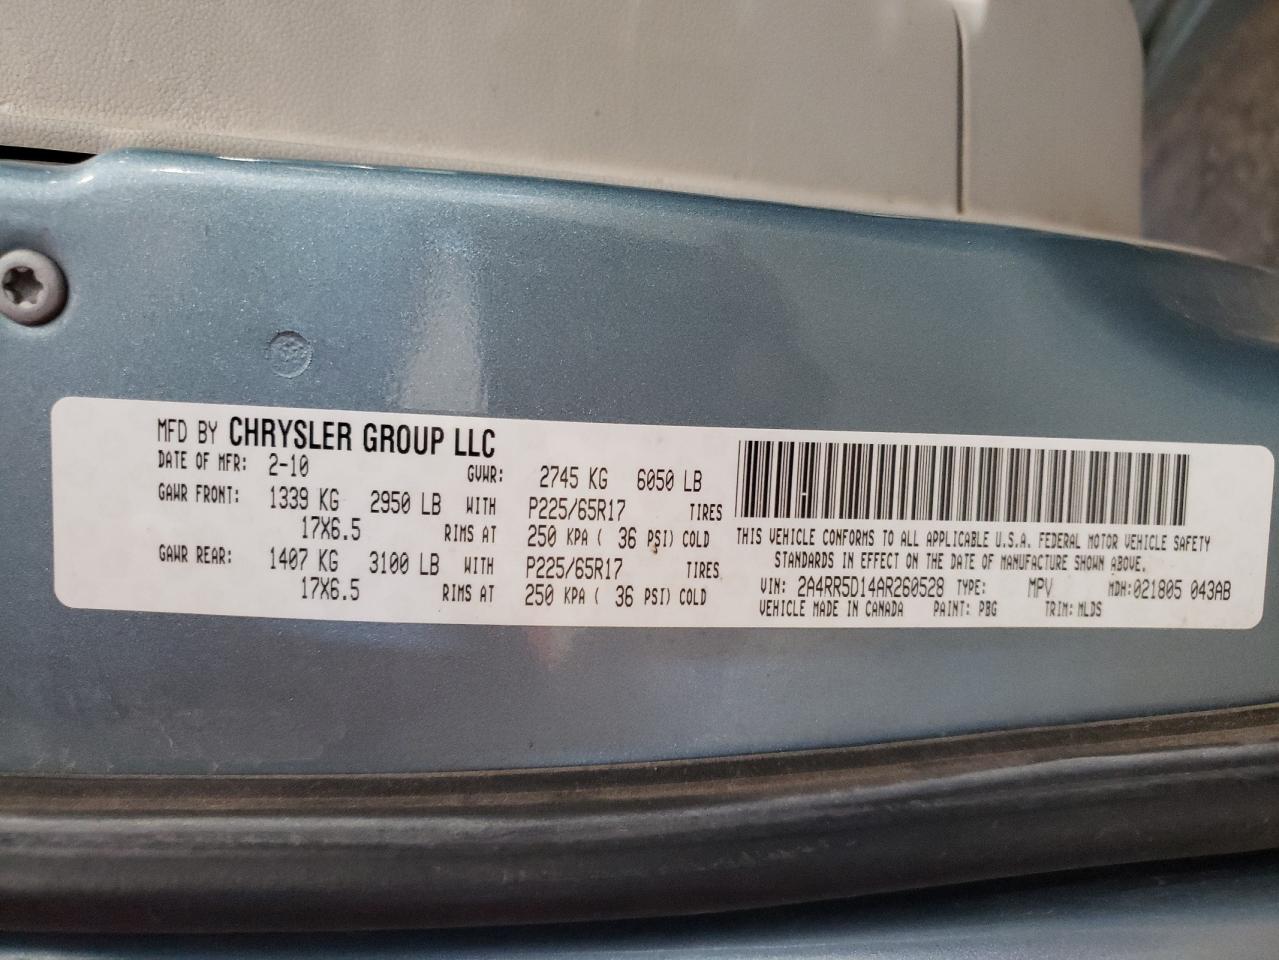 MFD BY CHRYSLER GROUP LLC
DATE OF MFR: 2-10 GVWR: 2745 KG 6050 LB
GAWR FRONT: 1339 KG 2950 LB WITH P225/65R17 TIRES
17X6.5 RIMS AT 250 KPA ( 36 PSI) COLD
GAWR REAR: 1407 KG 3100 LB WITH P225/65R17 TIRES
17X6.5 RIMS AT 250 KPA ( 36 PSI) COLD
THIS VEHICLE CONFORMS TO ALL APPLICABLE U.S.A. FEDERAL MOTOR VEHICLE SAFETY
STANDARDS IN EFFECT ON THE DATE OF MANUFACTURE SHOWN ABOVE.
VIN: 2A4RR5D14AR260528 TYPE: MPV MDH:021805 043AB
VEHICLE MADE IN CANADA PAINT: PBG TRIM: MLDS